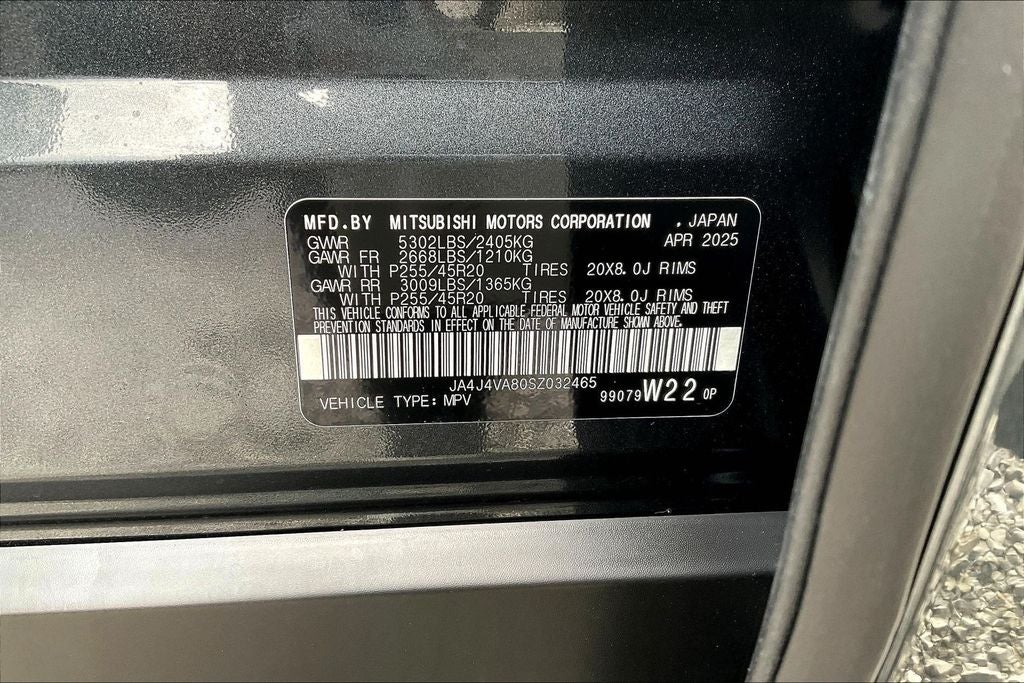 MFD.BY MITSUBISHI MOTORS CORPORATION . JAPAN
GVWR 5302LBS/2405KG APR 2025
GAWR FR 2668LBS/1210KG
WITH P255/45R20 TIRES 20X8.0J RIMS
GAWR RR 3009LBS/1365KG
WITH P255/45R20 TIRES 20X8.0J RIMS
THIS VEHICLE CONFORMS TO ALL APPLICABLE FEDERAL MOTOR VEHICLE SAFETY AND THEFT
PREVENTION STANDARDS IN EFFECT ON THE DATE OF MANUFACTURE SHOWN ABOVE.
JA4J4VA80SZ032465
VEHICLE TYPE: MPV 99079 W22 0P